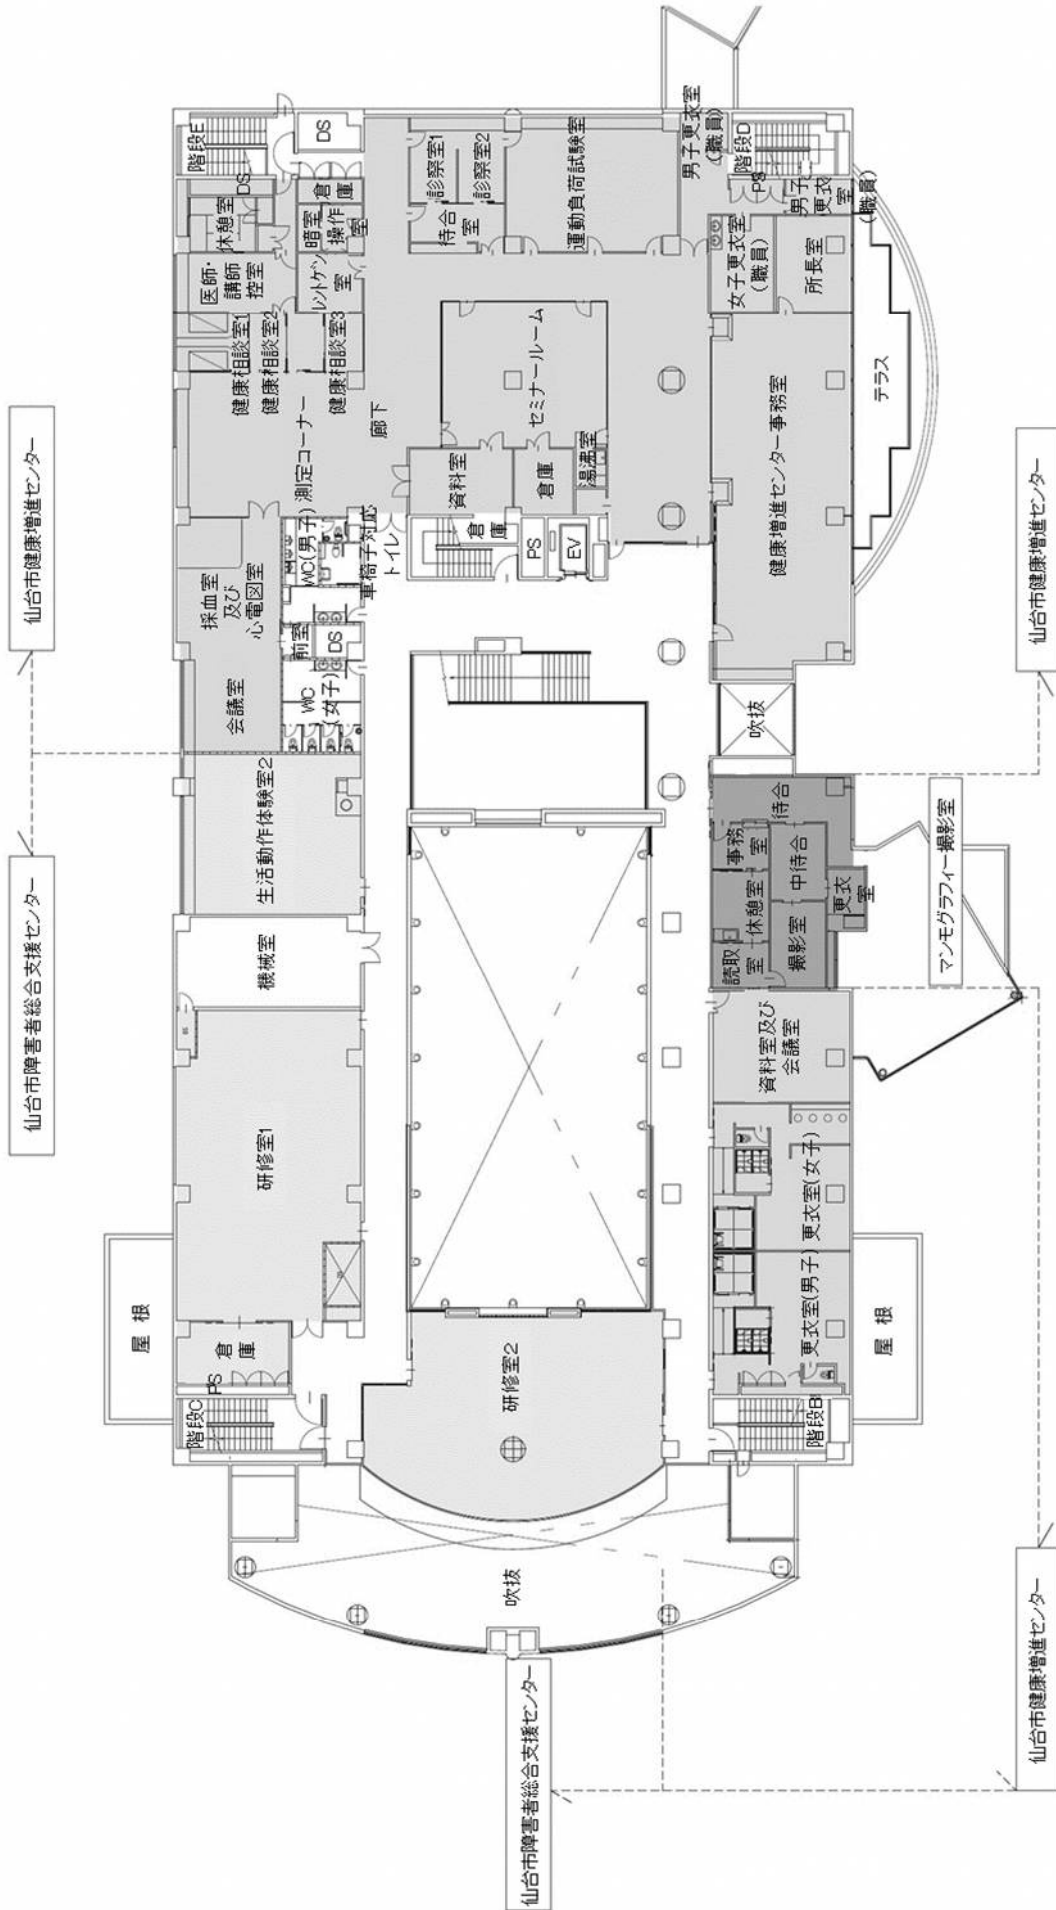 仙台市障害者総合支援センター
仙台市健康増進センター
屋根
PS
倉庫
階段C
研修室1
機械室
生活動作体験室2
会議室
採血室
及び
心電図室
前室
DS
WC
(女子)
WC(男子)
車椅子対応
トイレ
測定コーナー
健康相談室1
健康相談室2
健康相談室3
廊下
医師・
講師
控室
休憩室
DS
階段E
DS
レントゲン
室
暗室
操作
室
倉庫
待合
室
診察室1
診察室2
運動負荷試験室
セミナールーム
資料室
倉庫
湯沸室
倉庫
PS
EV
吹抜
研修室2
男子更衣室
(職員)
階段D
PS
男子
更衣
室
(職員)
女子更衣室
(職員)
所長室
健康増進センター事務室
テラス
吹抜
待合
事務
室
中待合
休憩室
更衣
室
読取
室
撮影室
資料室及び
会議室
更衣室(女子)
更衣室(男子)
階段B
屋根
マンモグラフィー撮影室
仙台市障害者総合支援センター
仙台市健康増進センター
仙台市健康増進センター